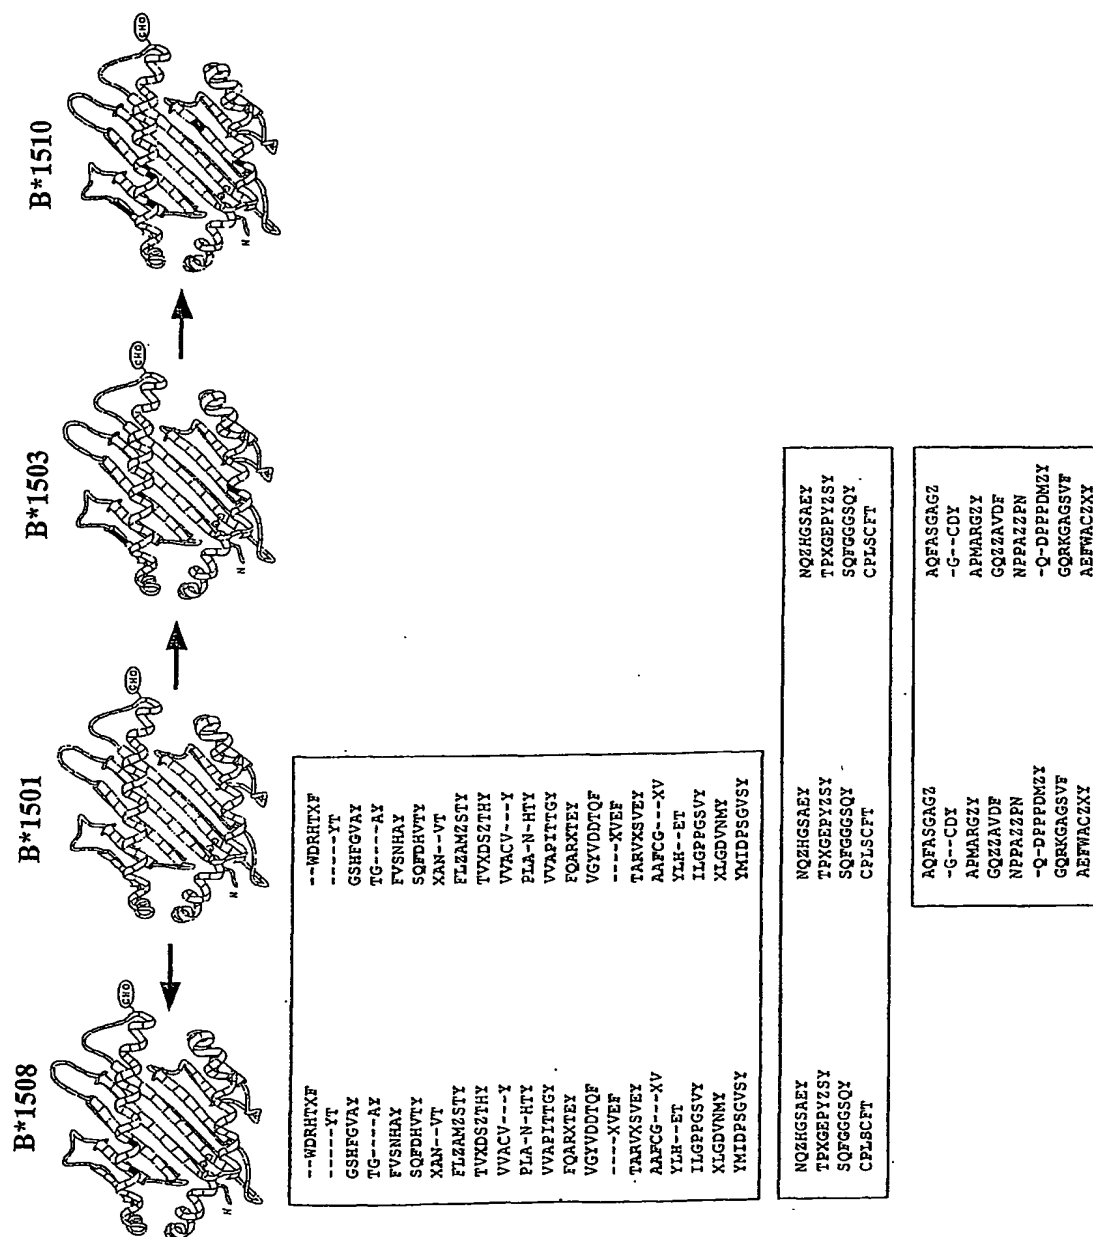 B*1508 B*1501 B*1503 B*1510
CHO CHO CHO CHO
N N N N
--WDRHTXF --WDRHTXF
-----YT -----YT
GSHFGVAY GSHFGVAY
TG----AY TG----AY
FVSNHAY FVSNHAY
SQFDHVTY SQFDHVTY
XAN--VT XAN--VT
FLZAMZSTY FLZAMZSTY
TVXDSZTHY TVXDSZTHY
VVACV---Y VVACV---Y
PLA-N-HTY PLA-N-HTY
VVAPITTGY VVAPITTGY
FQARXTEY FQARXTEY
VGYVDDTQF VGYVDDTQF
----XVEF ----XVEF
TARVXSVEY TARVXSVEY
AAFCG---XV AAFCG---XV
YLH--ET YLH--ET
ILGPPGSVY ILGPPGSVY
XLGDVNMY XLGDVNMY
YMIDPSGVSY YMIDPSGVSY
NQZHGSAEY NQZHGSAEY NQZHGSAEY
TPXGEPYZSY TPXGEPYZSY TPXGEPYZSY
SQFGGGSQY SQFGGGSQY SQFGGGSQY
CPLSCFT CPLSCFT CPLSCFT
AQFASGAGZ AQFASGAGZ
-G--CDY -G--CDY
APMARGZY APMARGZY
GQZZAVDF GQZZAVDF
NPPAZZPN NPPAZZPN
-Q-DPPPDMZY -Q-DPPPDMZY
GQRKGAGSVF GQRKGAGSVF
AEFWACZXY AEFWACZXY